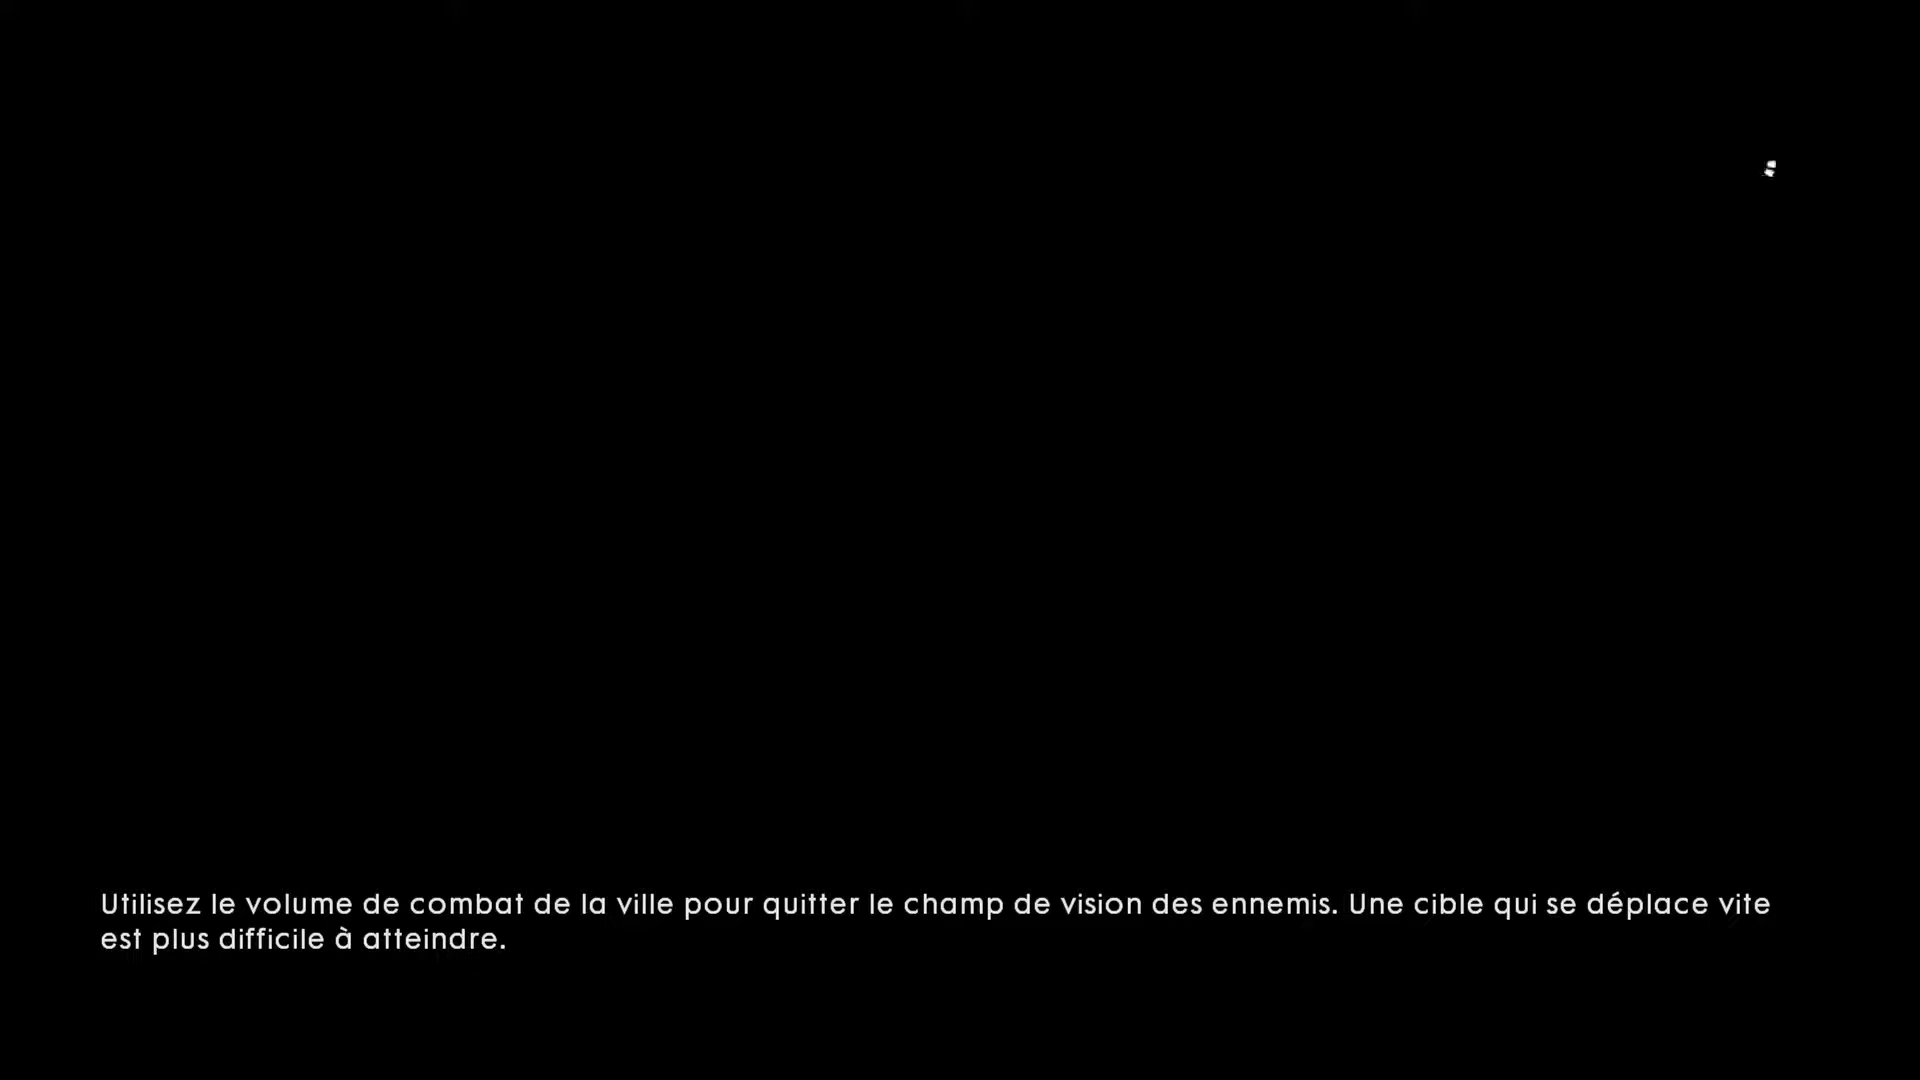 Utilisez le volume de combat de la ville pour quitter le champ de vision des ennemis. Une cible qui se déplace vite
est plus difficile à atteindre.